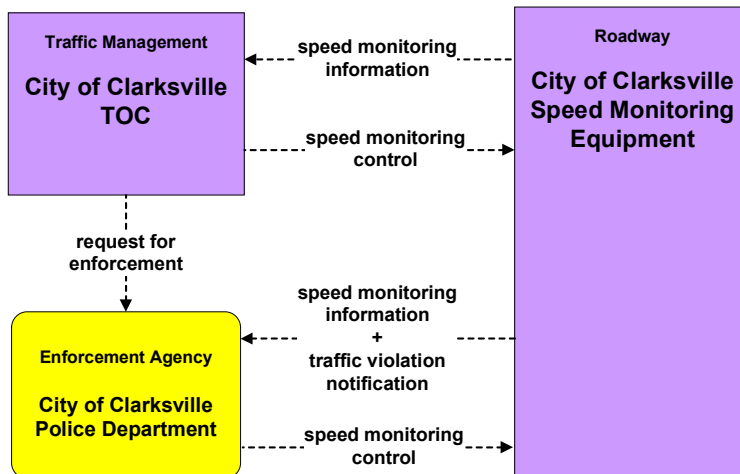 Traffic Management
City of Clarksville
TOC
speed monitoring
information
Roadway
City of Clarksville
Speed Monitoring
Equipment
speed monitoring
control
request for
enforcement
speed monitoring
information
+
traffic violation
notification
Enforcement Agency
City of Clarksville
Police Department
speed monitoring
control